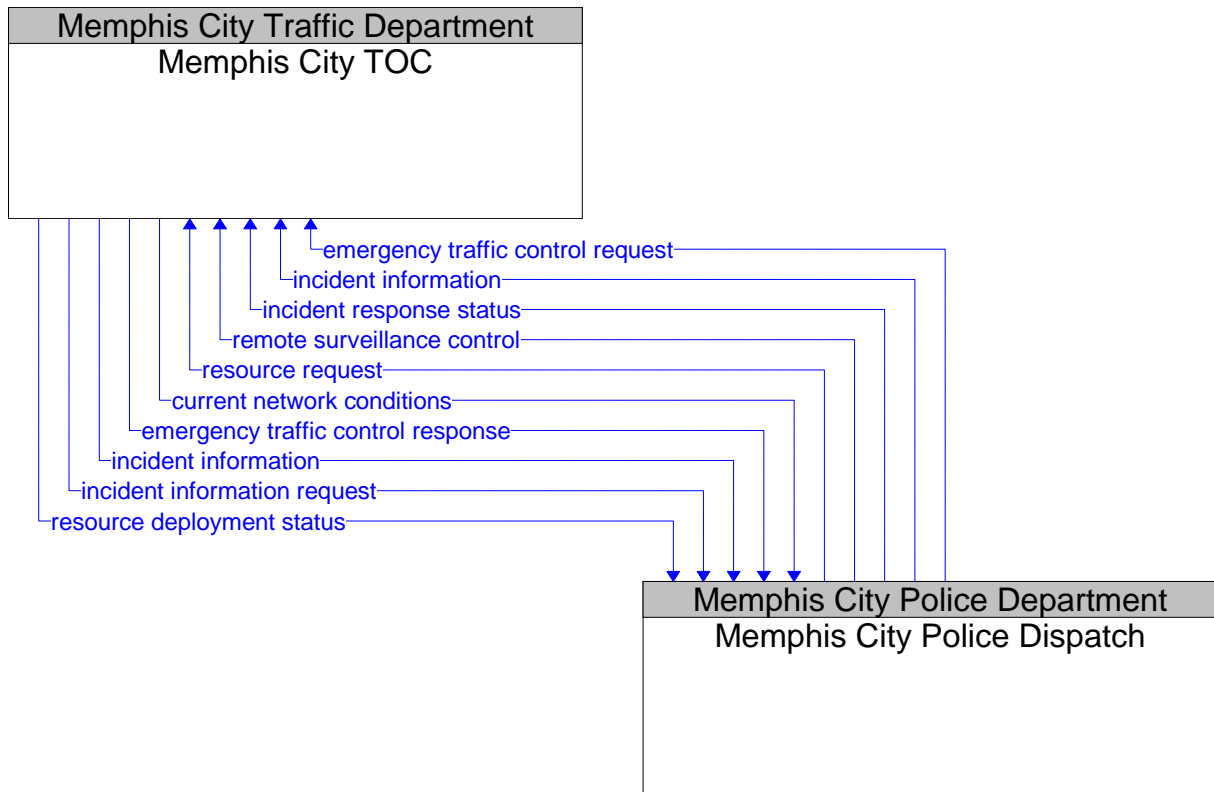 Memphis City Traffic Department
Memphis City TOC
emergency traffic control request
incident information
incident response status
remote surveillance control
resource request
current network conditions
emergency traffic control response
incident information
incident information request
resource deployment status
Memphis City Police Department
Memphis City Police Dispatch